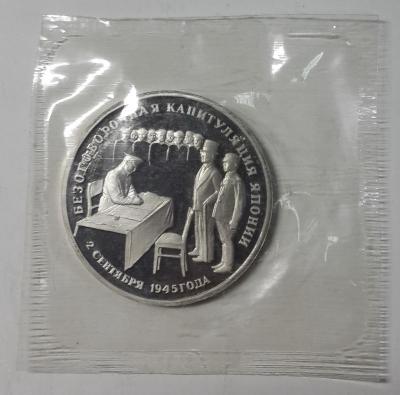 БЕЗОГОВОРОЧНАЯ КАПИТУЛЯЦИЯ ЯПОНИИ
2 СЕНТЯБРЯ 1945 ГОДА